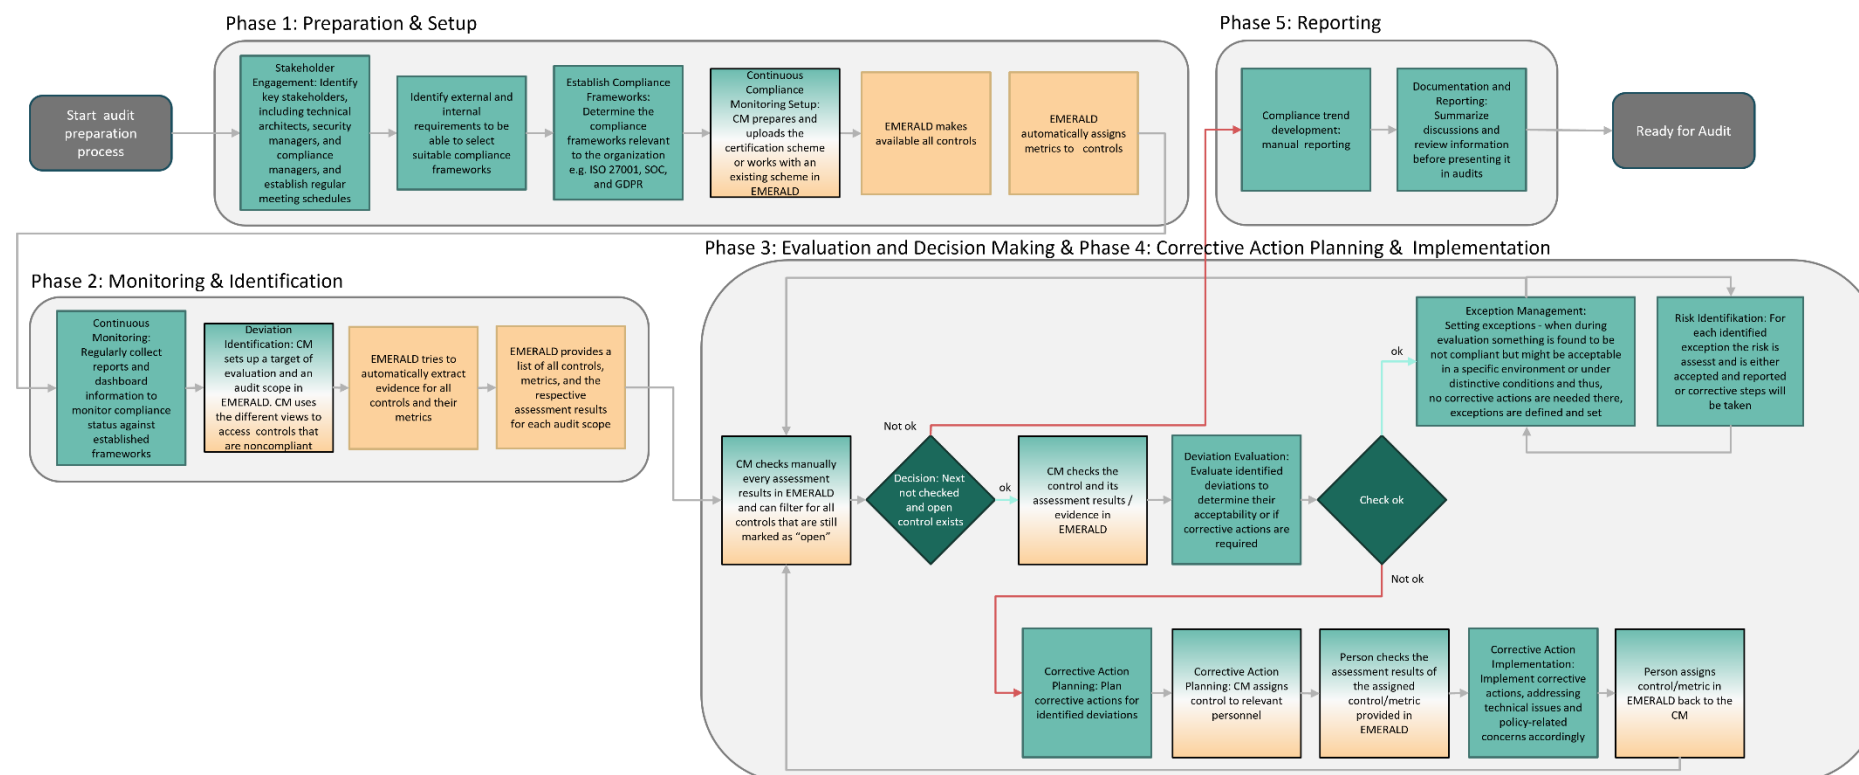 Phase 1: Preparation & Setup
Start audit
preparation
process
Stakeholder
Engagement: Identify
key stakeholders,
including technical
architects, security
managers, and
compliance
managers, and
establish regular
meeting schedules
Identify external and
internal
requirements to be
able to select
suitable compliance
frameworks
Establish Compliance
Frameworks:
Determine the
compliance
frameworks relevant
to the organization
e.g. ISO 27001, SOC,
and GDPR
Continuous
Compliance
Monitoring Setup:
CM prepares and
uploads the
certification scheme
or works with an
existing scheme in
EMERALD
EMERALD makes
available all controls
EMERALD
automatically assigns
metrics to controls
Phase 5: Reporting
Compliance trend
development:
manual reporting
Documentation and
Reporting:
Summarize
discussions and
review information
before presenting it
in audits
Ready for Audit
Phase 2: Monitoring & Identification
Continuous
Monitoring:
Regularly collect
reports and
dashboard
information to
monitor compliance
status against
established
frameworks
Deviation
Identification: CM
sets up a target of
evaluation and an
audit scope in
EMERALD. CM uses
the different views to
access controls that
are noncompliant
EMERALD tries to
automatically extract
evidence for all
controls and their
metrics
EMERALD provides a
list of all controls,
metrics, and the
respective
assessment results
for each audit scope
Phase 3: Evaluation and Decision Making & Phase 4: Corrective Action Planning & Implementation
CM checks manually
every assessment
results in EMERALD
and can filter for all
controls that are still
marked as “open”
Not ok
Decision: Next
not checked
and open
control exists
ok
CM checks the
control and its
assessment results /
evidence in
EMERALD
Deviation Evaluation:
Evaluate identified
deviations to
determine their
acceptability or if
corrective actions are
required
Check ok
ok
Exception Management:
Setting exceptions - when during
evaluation something is found to be
not compliant but might be acceptable
in a specific environment or under
distinctive conditions and thus,
no corrective actions are needed there,
exceptions are defined and set
Risk Identifikation: For
each identified
exception the risk is
assesst and is either
accepted and reported
or corrective steps will
be taken
Not ok
Corrective Action
Planning: Plan
corrective actions for
identified deviations
Corrective Action
Planning: CM assigns
control to relevant
personnel
Person checks the
assessment results of
the assigned
control/metric
provided in
EMERALD
Corrective Action
Implementation:
Implement corrective
actions, addressing
technical issues and
policy-related
concerns accordingly
Person assigns
control/metric in
EMERALD back to the
CM